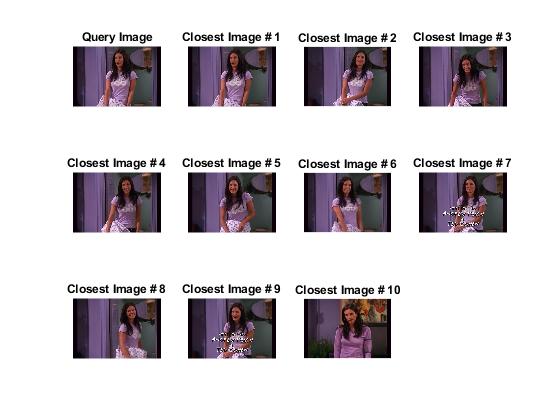 Query Image
Closest Image # 1
Closest Image # 2
Closest Image # 3
Closest Image # 4
Closest Image # 5
Closest Image # 6
Closest Image # 7
Closest Image # 8
Closest Image # 9
Closest Image # 10